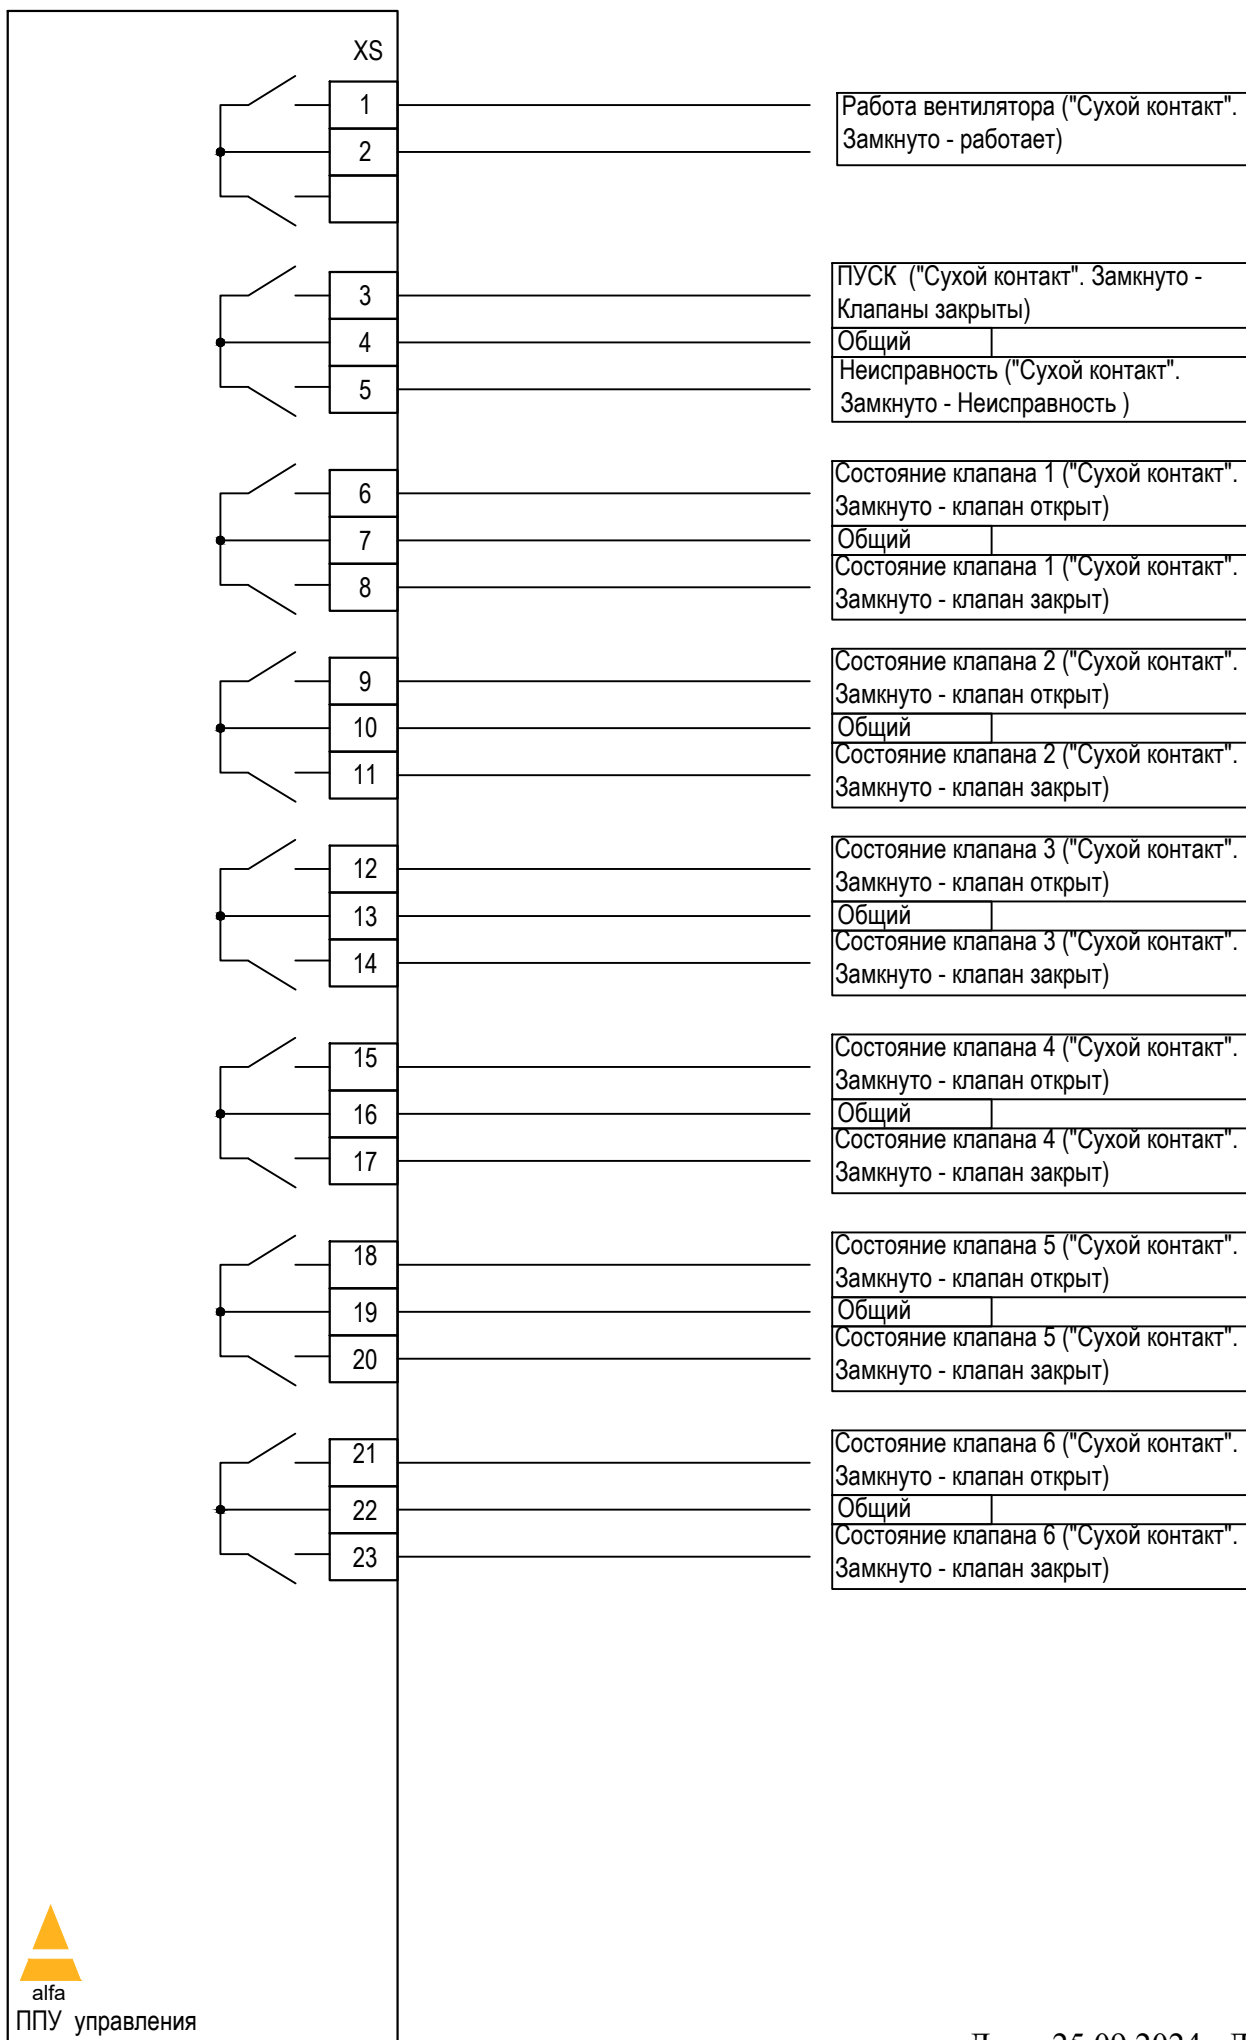 XS
1
Работа вентилятора ("Сухой контакт".
Замкнуто - работает)
2
3
ПУСК ("Сухой контакт". Замкнуто -
Клапаны закрыты)
4
Общий
5
Неисправность ("Сухой контакт".
Замкнуто - Неисправность )
6
Состояние клапана 1 ("Сухой контакт".
Замкнуто - клапан открыт)
7
Общий
8
Состояние клапана 1 ("Сухой контакт".
Замкнуто - клапан закрыт)
9
Состояние клапана 2 ("Сухой контакт".
Замкнуто - клапан открыт)
10
Общий
11
Состояние клапана 2 ("Сухой контакт".
Замкнуто - клапан закрыт)
12
Состояние клапана 3 ("Сухой контакт".
Замкнуто - клапан открыт)
13
Общий
14
Состояние клапана 3 ("Сухой контакт".
Замкнуто - клапан закрыт)
15
Состояние клапана 4 ("Сухой контакт".
Замкнуто - клапан открыт)
16
Общий
17
Состояние клапана 4 ("Сухой контакт".
Замкнуто - клапан закрыт)
18
Состояние клапана 5 ("Сухой контакт".
Замкнуто - клапан открыт)
19
Общий
20
Состояние клапана 5 ("Сухой контакт".
Замкнуто - клапан закрыт)
21
Состояние клапана 6 ("Сухой контакт".
Замкнуто - клапан открыт)
22
Общий
23
Состояние клапана 6 ("Сухой контакт".
Замкнуто - клапан закрыт)
alfa
ППУ управления
25.09.2024